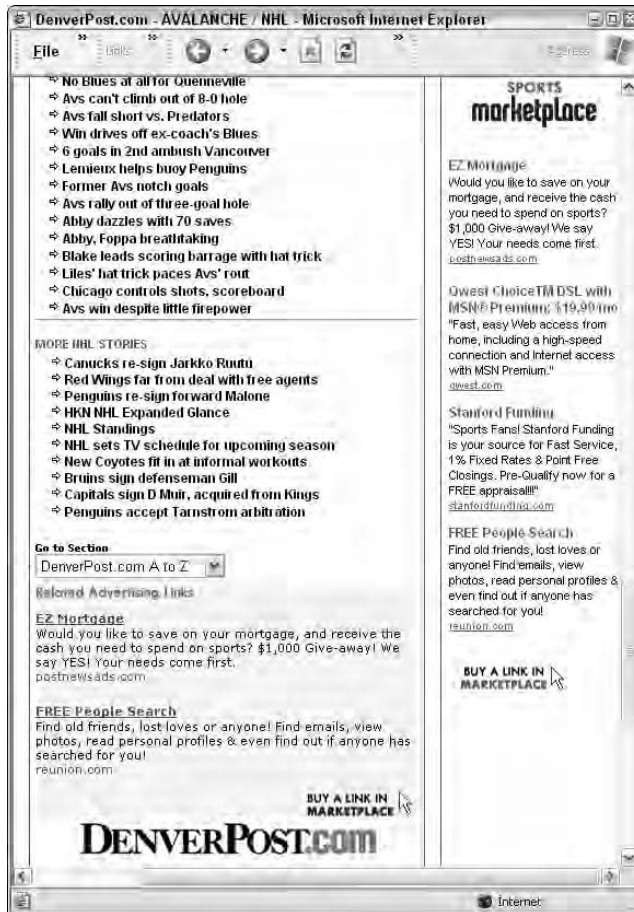 DenverPost.com - AVALANCHE / NHL - Microsoft Internet Explorer
File
Links
Address
No Blues at all for Quenneville
Avs can't climb out of 8-0 hole
Avs fall short vs. Predators
Win drives off ex-coach's Blues
6 goals in 2nd ambush Vancouver
Lemieux helps buoy Penguins
Former Avs notch goals
Avs rally out of three-goal hole
Abby dazzles with 70 saves
Abby, Foppa breathtaking
Blake leads scoring barrage with hat trick
Liles' hat trick paces Avs' rout
Chicago controls shots, scoreboard
Avs win despite little firepower
MORE NHL STORIES
Canucks re-sign Jarkko Ruutu
Red Wings far from deal with free agents
Penguins re-sign forward Malone
HKN NHL Expanded Glance
NHL Standings
NHL sets TV schedule for upcoming season
New Coyotes fit in at informal workouts
Bruins sign defenseman Gill
Capitals sign D Muir, acquired from Kings
Penguins accept Tarnstrom arbitration
Go to Section
DenverPost.com A to Z
Related Advertising Links
EZ Mortgage
Would you like to save on your mortgage, and receive the
cash you need to spend on sports? $1,000 Give-away! We
say YES! Your needs come first.
postnewsads.com
FREE People Search
Find old friends, lost loves or anyone! Find emails, view
photos, read personal profiles & even find out if anyone has
searched for you!
reunion.com
BUY A LINK IN
MARKETPLACE
DENVERPOST.com
SPORTS
marketplace
EZ Mortgage
Would you like to save on your
mortgage, and receive the cash
you need to spend on sports?
$1,000 Give-away! We say
YES! Your needs come first.
postnewsads.com
Qwest ChoiceTM DSL with
MSN® Premium; $19.99/mo
"Fast, easy Web access from
home, including a high-speed
connection and Internet access
with MSN Premium."
qwest.com
Stanford Funding
"Sports Fans! Stanford Funding
is your source for Fast Service,
1% Fixed Rates & Point Free
Closings. Pre-Qualify now for a
FREE appraisal!!!"
stanfordfunding.com
FREE People Search
Find old friends, lost loves or
anyone! Find emails, view
photos, read personal profiles &
even find out if anyone has
searched for you!
reunion.com
BUY A LINK IN
MARKETPLACE
Internet